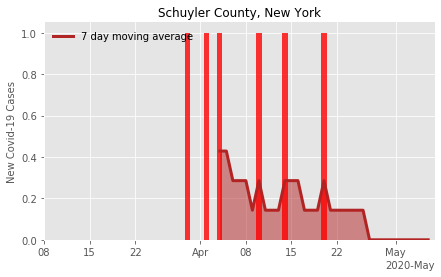 Schuyler County, New York
7 day moving average
New Covid-19 Cases
1.0
0.8
0.6
0.4
0.2
0.0
08 15 22 Apr 08 15 22 May
2020-May